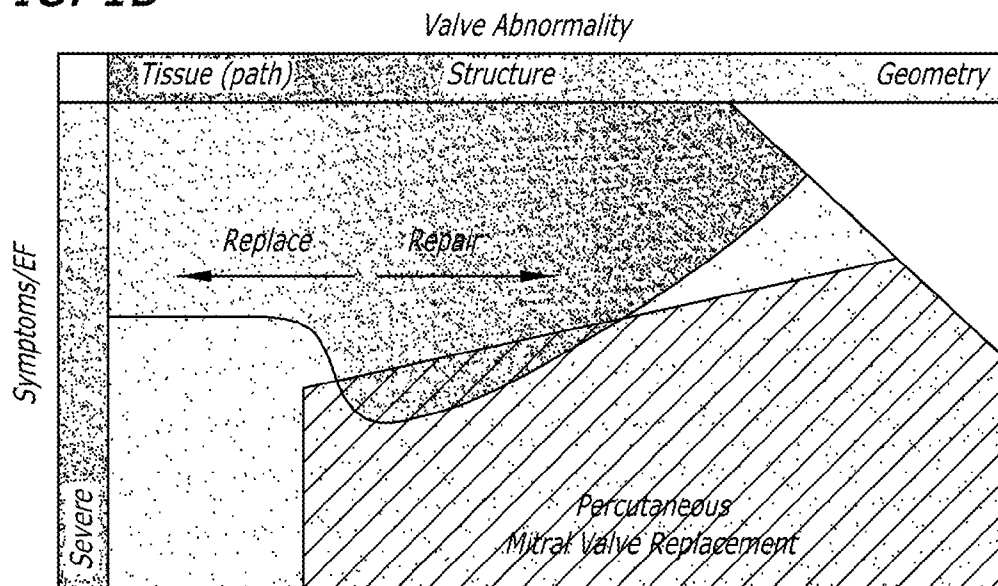 Valve Abnormality
Tissue (path)
Structure
Geometry
Replace
Repair
Symptoms/EF
Severe
Percutaneous
Mitral Valve Replacement